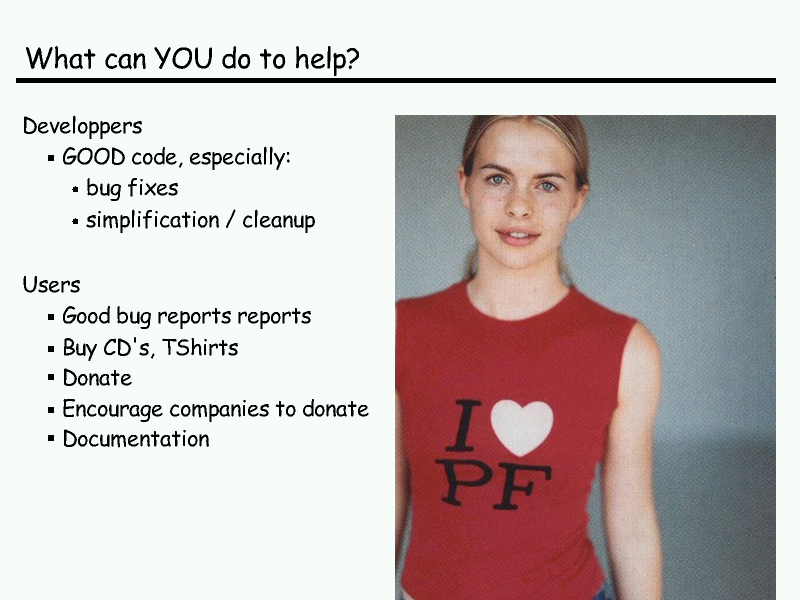 What can YOU do to help?
Developpers
GOOD code, especially:
bug fixes
simplification / cleanup
Users
Good bug reports reports
Buy CD's, TShirts
Donate
Encourage companies to donate
Documentation
I ♥
PF